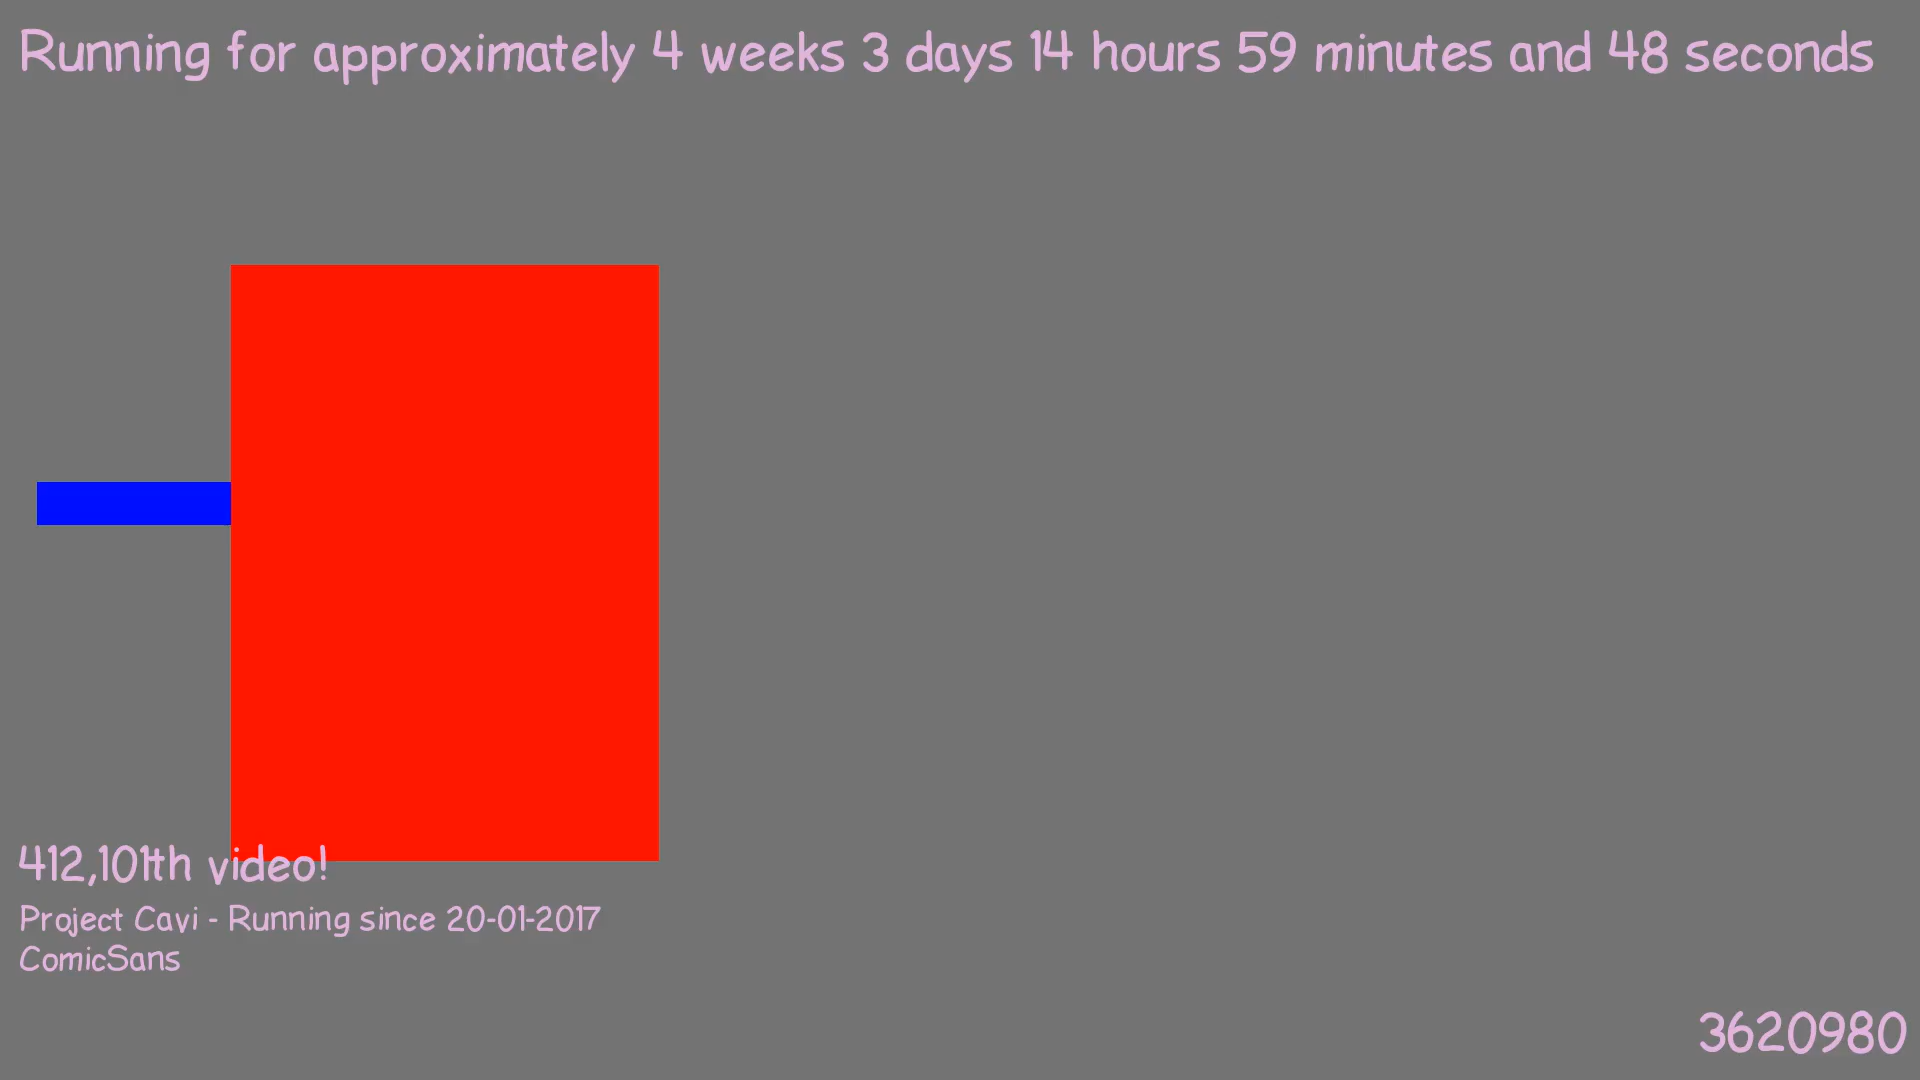 Running for approximately 4 weeks 3 days 14 hours 59 minutes and 48 seconds
412,101th video!
Project Cavi - Running since 20-01-2017
ComicSans
3620980